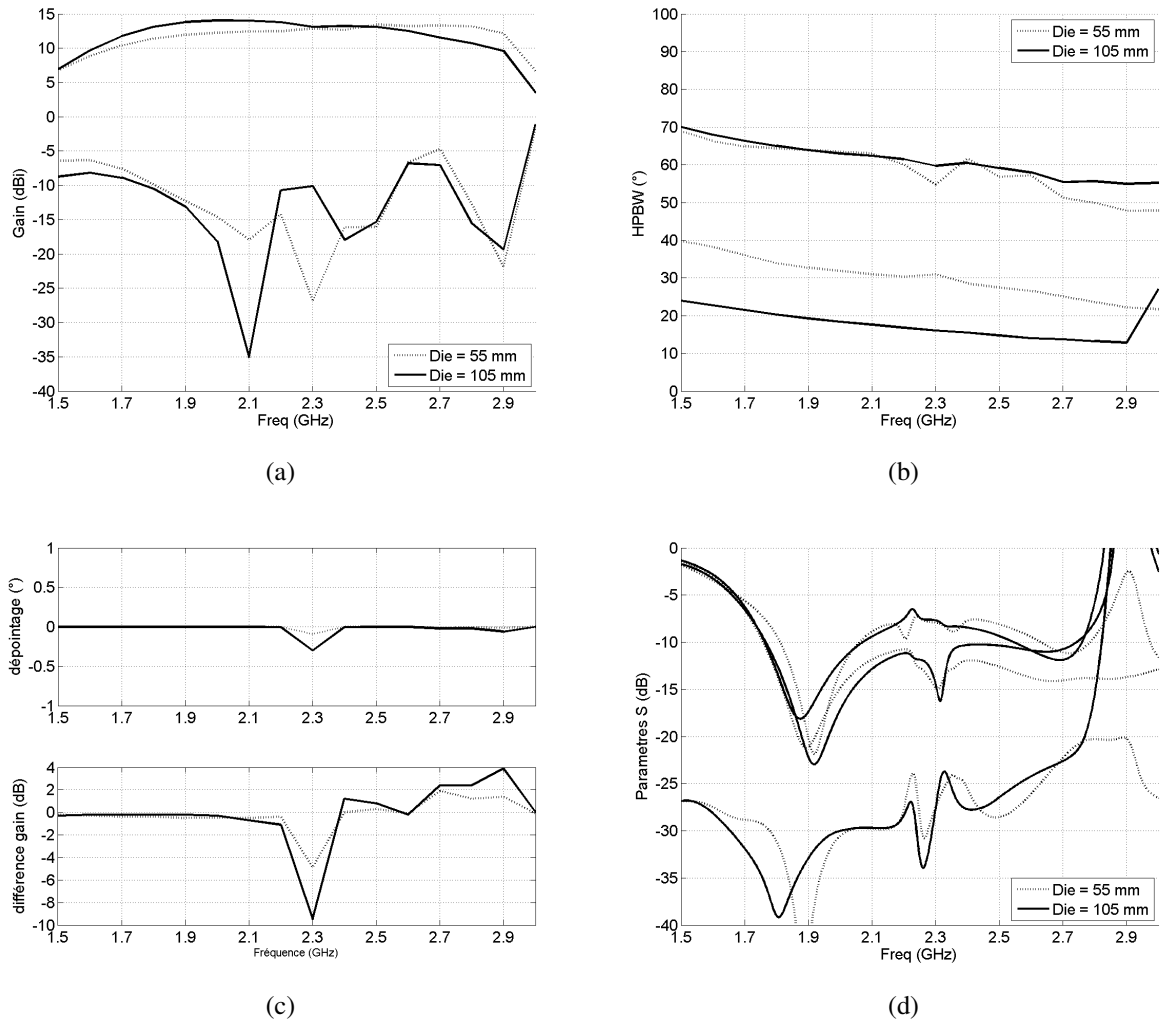 15
10
5
0
-5
-10
-15
-20
-25
-30
-35
-40
Gain (dBi)
Die = 55 mm
Die = 105 mm
1.5 1.7 1.9 2.1 2.3 2.5 2.7 2.9
Freq (GHz)
(a)
100
90
80
70
60
50
40
30
20
10
0
HPBW (°)
Die = 55 mm
Die = 105 mm
1.5 1.7 1.9 2.1 2.3 2.5 2.7 2.9
Freq (GHz)
(b)
1
0.5
0
-0.5
-1
dépointage (°)
1.5 1.7 1.9 2.1 2.3 2.5 2.7 2.9
4
2
0
-2
-4
-6
-8
-10
différence gain (dB)
1.5 1.7 1.9 2.1 2.3 2.5 2.7 2.9
Fréquence (GHz)
(c)
0
-5
-10
-15
-20
-25
-30
-35
-40
Parametres S (dB)
Die = 55 mm
Die = 105 mm
1.5 1.7 1.9 2.1 2.3 2.5 2.7 2.9
Freq (GHz)
(d)